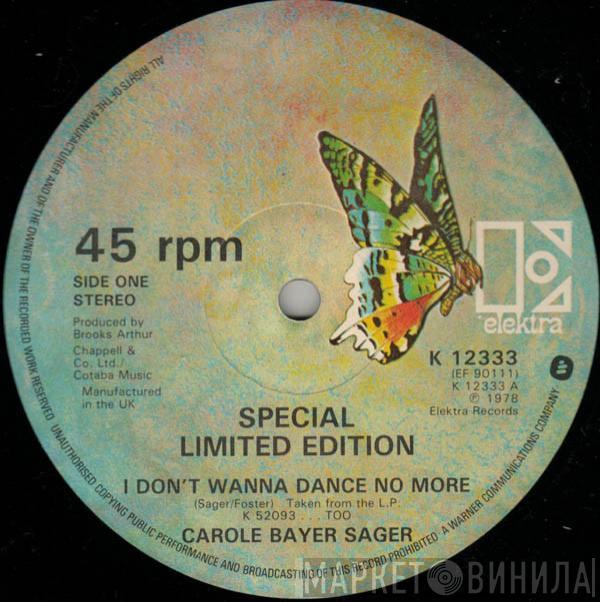 45 rpm
SIDE ONE
STEREO
Produced by
Brooks Arthur
Chappell &
Co. Ltd./
Cotaba Music
Manufactured
in the UK
elektra
K 12333
(EF 90111)
K 12333 A
℗ 1978
Elektra Records
SPECIAL
LIMITED EDITION
I DON'T WANNA DANCE NO MORE
(Sager/Foster) Taken from the L.P.
K 52093 . . . TOO
CAROLE BAYER SAGER
ALL RIGHTS OF THE MANUFACTURER AND OF THE OWNER OF THE RECORDED WORK RESERVED UNAUTHORISED COPYING PUBLIC PERFORMANCE AND BROADCASTING OF THIS RECORD PROHIBITED · A WARNER COMMUNICATIONS COMPANY
МАРКЕТ ВИНИЛА